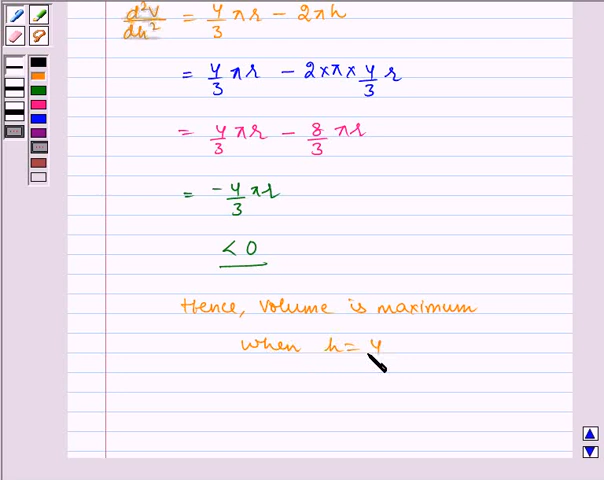 d²V/dh² = 4/3 πr - 2πh
= 4/3 πr - 2×π×4/3 r
= 4/3 πr - 8/3 πr
= -4/3 πr
< 0
Hence, Volume is maximum
when h = 4